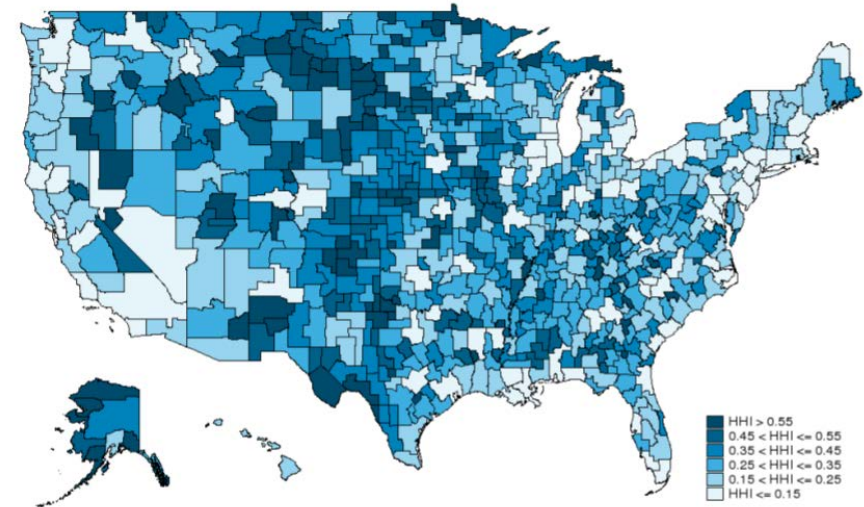 HHI > 0.55
0.45 < HHI <= 0.55
0.35 < HHI <= 0.45
0.25 < HHI <= 0.35
0.15 < HHI <= 0.25
HHI <= 0.15